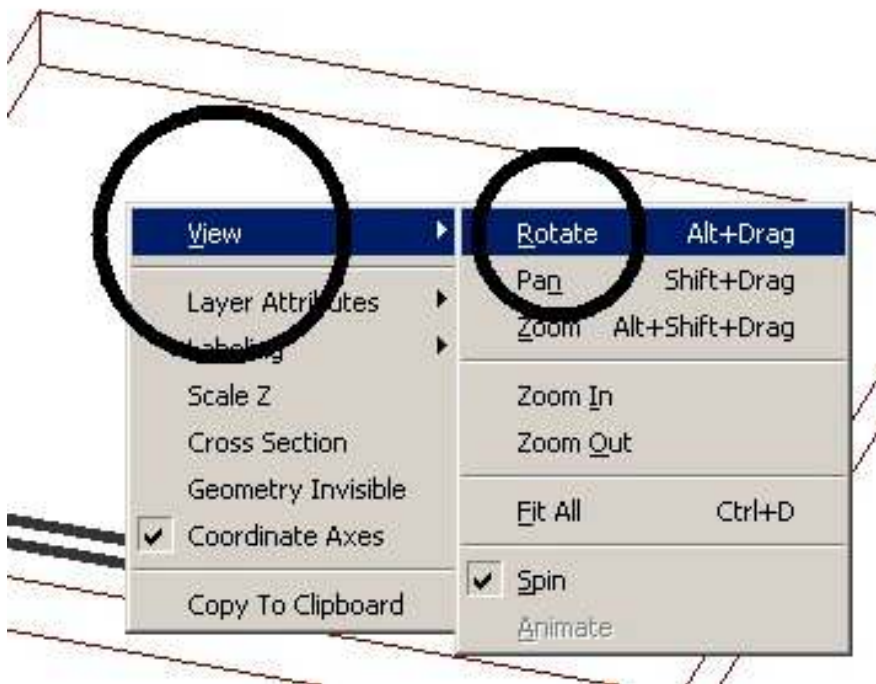 View
Layer Attributes
Labeling
Scale Z
Cross Section
Geometry Invisible
Coordinate Axes
Copy To Clipboard
Rotate Alt+Drag
Pan Shift+Drag
Zoom Alt+Shift+Drag
Zoom In
Zoom Out
Fit All Ctrl+D
Spin
Animate